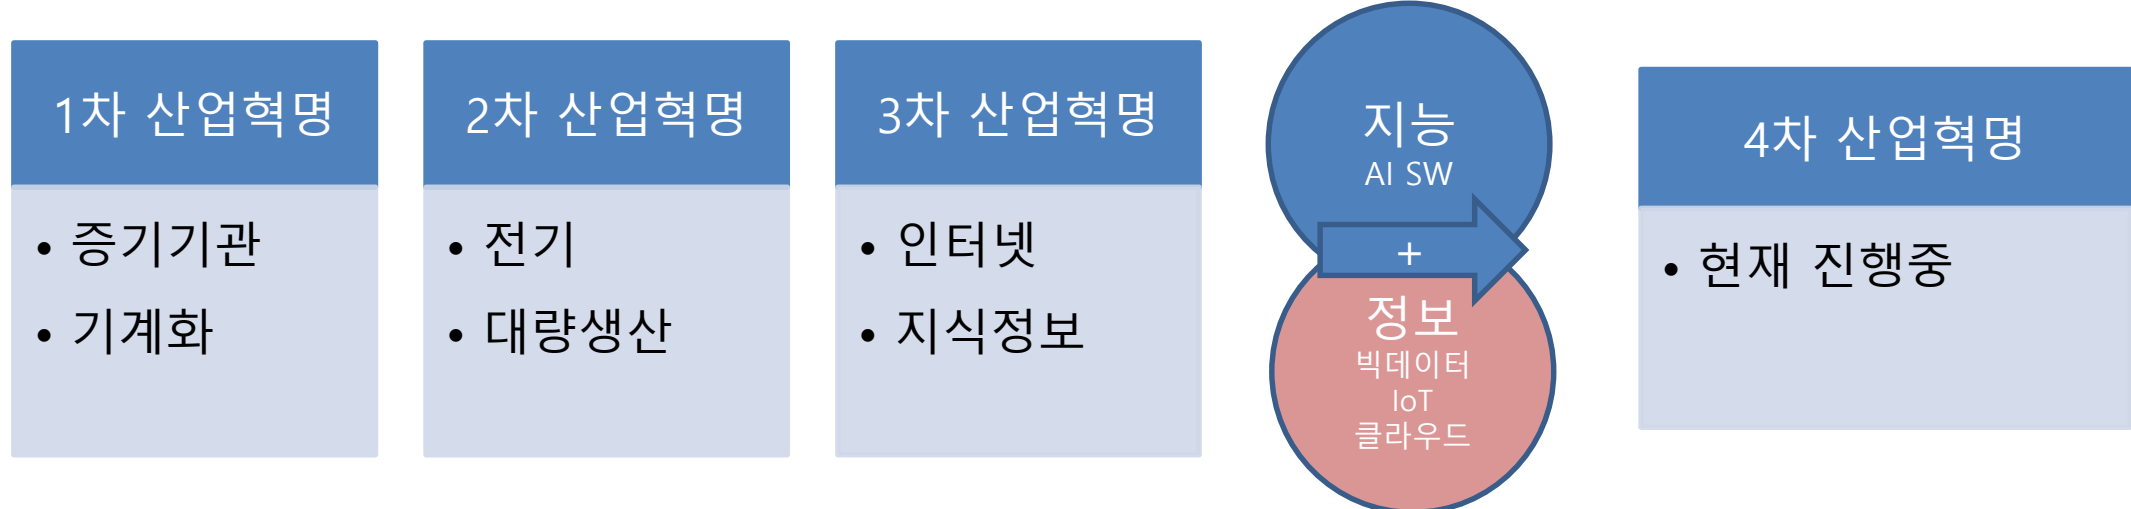 1차 산업혁명
• 증기기관
• 기계화
2차 산업혁명
• 전기
• 대량생산
3차 산업혁명
• 인터넷
• 지식정보
지능
AI SW
+
정보
빅데이터
IoT
클라우드
4차 산업혁명
• 현재 진행중